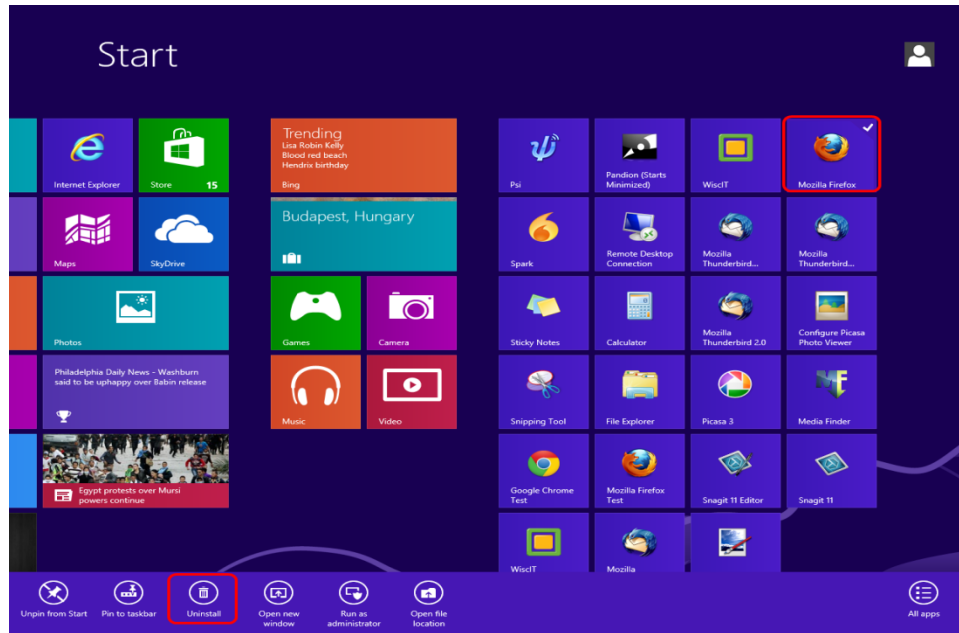 Start
Internet Explorer
Store
15
Trending
Lisa Robin Kelly
Blood red beach
Hendrix birthday
Bing
Psi
Pandion (Starts
Minimized)
WiscIT
Mozilla Firefox
Maps
SkyDrive
Budapest, Hungary
Spark
Remote Desktop
Connection
Mozilla
Thunderbird...
Mozilla
Thunderbird...
Photos
Games
Camera
Sticky Notes
Calculator
Mozilla
Thunderbird 2.0
Configure Picasa
Photo Viewer
Philadelphia Daily News - Washburn
said to be uphappy over Babin release
Music
Video
Snipping Tool
File Explorer
Picasa 3
Media Finder
Egypt protests over Mursi
powers continue
Google Chrome
Test
Mozilla Firefox
Test
Snagit 11 Editor
Snagit 11
WiscIT
Mozilla
Unpin from Start
Pin to taskbar
Uninstall
Open new
window
Run as
administrator
Open file
location
All apps